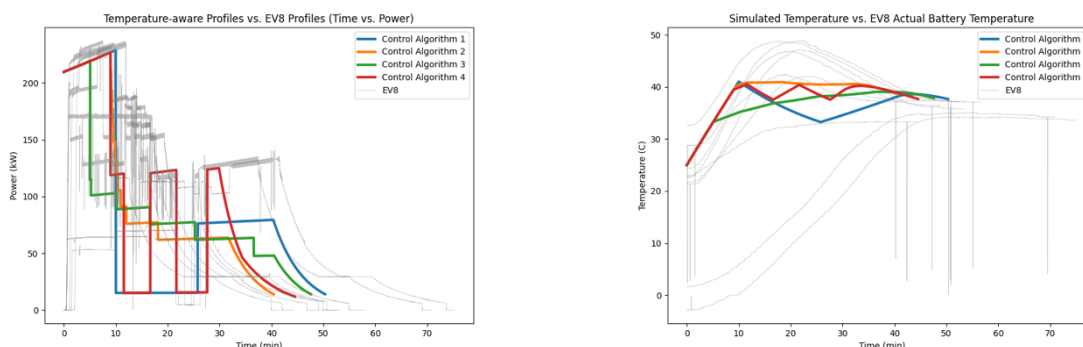 Temperature-aware Profiles vs. EV8 Profiles (Time vs. Power)
Control Algorithm 1
Control Algorithm 2
Control Algorithm 3
Control Algorithm 4
EV8
200
150
100
50
0
Power (kW)
0 10 20 30 40 50 60 70
Time (min)
Simulated Temperature vs. EV8 Actual Battery Temperature
Control Algorithm
Control Algorithm
Control Algorithm
Control Algorithm
EV8
50
40
30
20
10
0
Temperature (C)
0 10 20 30 40 50 60 70
Time (min)